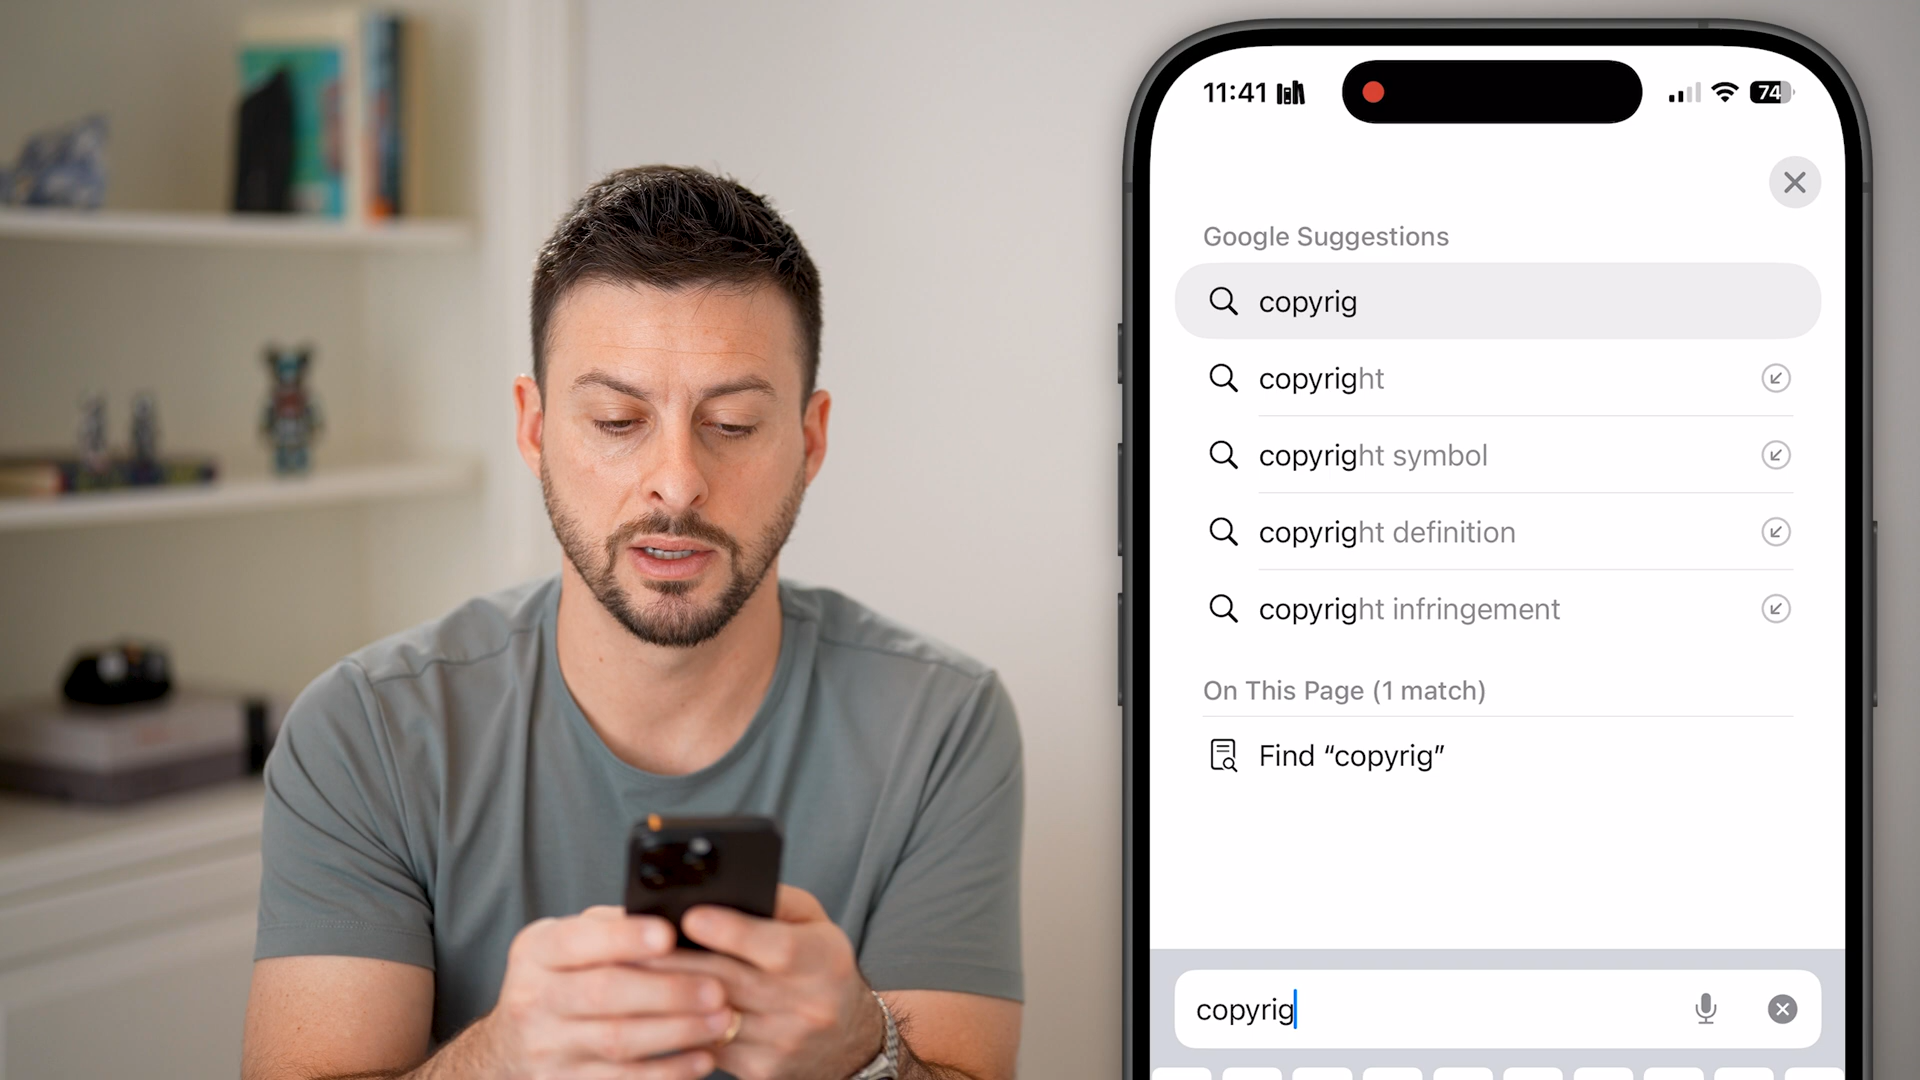 11:41
74
Google Suggestions
copyrig
copyright
copyright symbol
copyright definition
copyright infringement
On This Page (1 match)
Find “copyrig”
copyrig